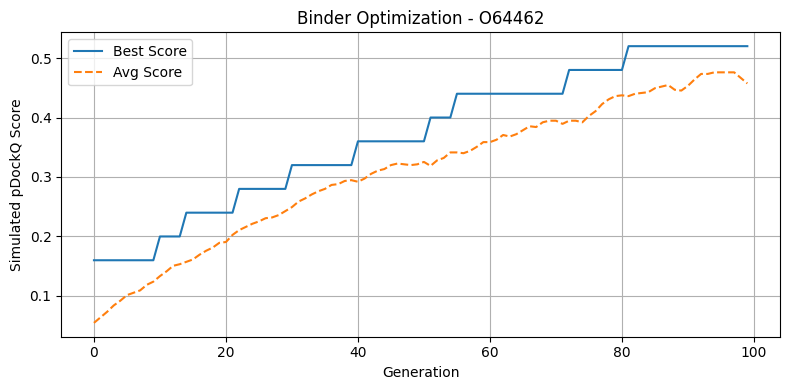 Binder Optimization - O64462
Best Score
Avg Score
Simulated pDockQ Score
0.5
0.4
0.3
0.2
0.1
0 20 40 60 80 100
Generation